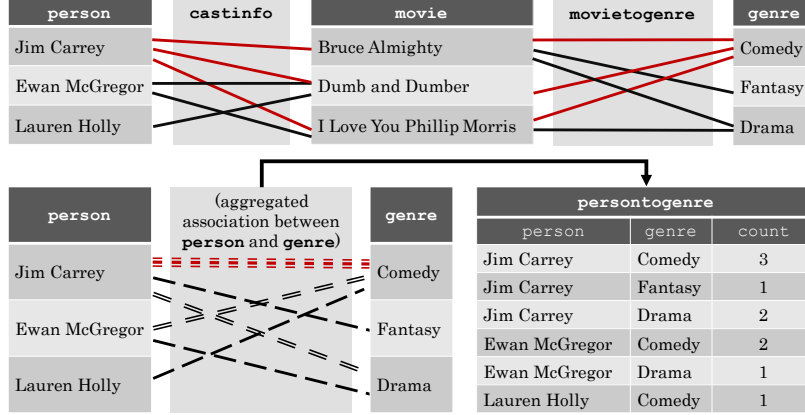 person castinfo movie movietogenre genre
Jim Carrey Bruce Almighty Comedy
Ewan McGregor Dumb and Dumber Fantasy
Lauren Holly I Love You Phillip Morris Drama
person
(aggregated
association between
person and genre)
genre
Jim Carrey Comedy
Ewan McGregor Fantasy
Lauren Holly Drama
persontogenre
person genre count
Jim Carrey Comedy 3
Jim Carrey Fantasy 1
Jim Carrey Drama 2
Ewan McGregor Comedy 2
Ewan McGregor Drama 1
Lauren Holly Comedy 1